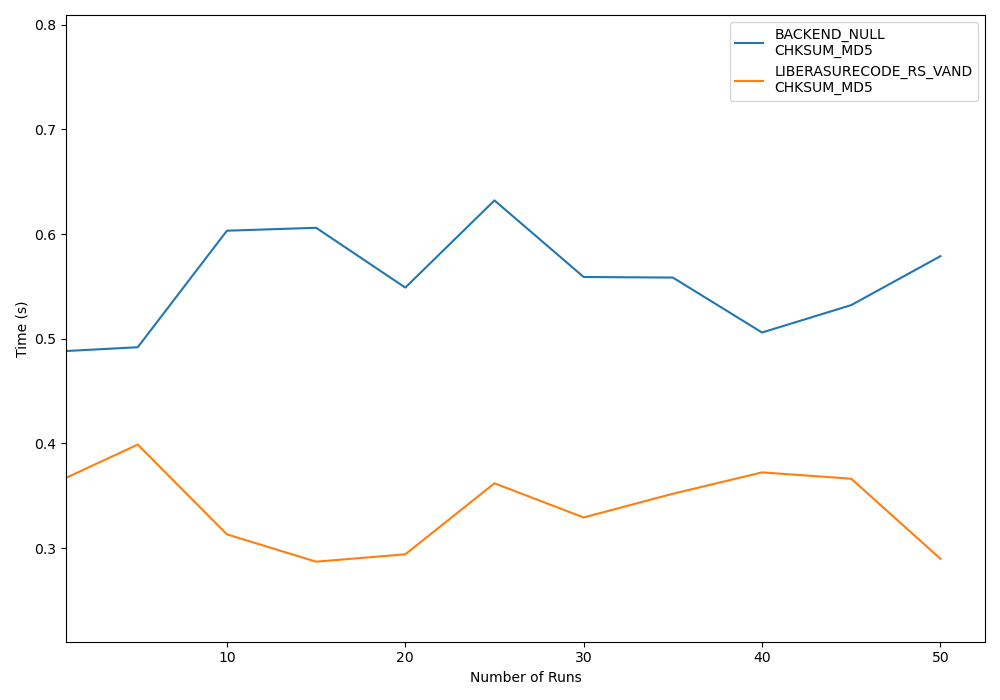 BACKEND_NULL
CHKSUM_MD5
LIBERASURECODE_RS_VAND
CHKSUM_MD5
0.8
0.7
0.6
0.5
0.4
0.3
Time (s)
10 20 30 40 50
Number of Runs